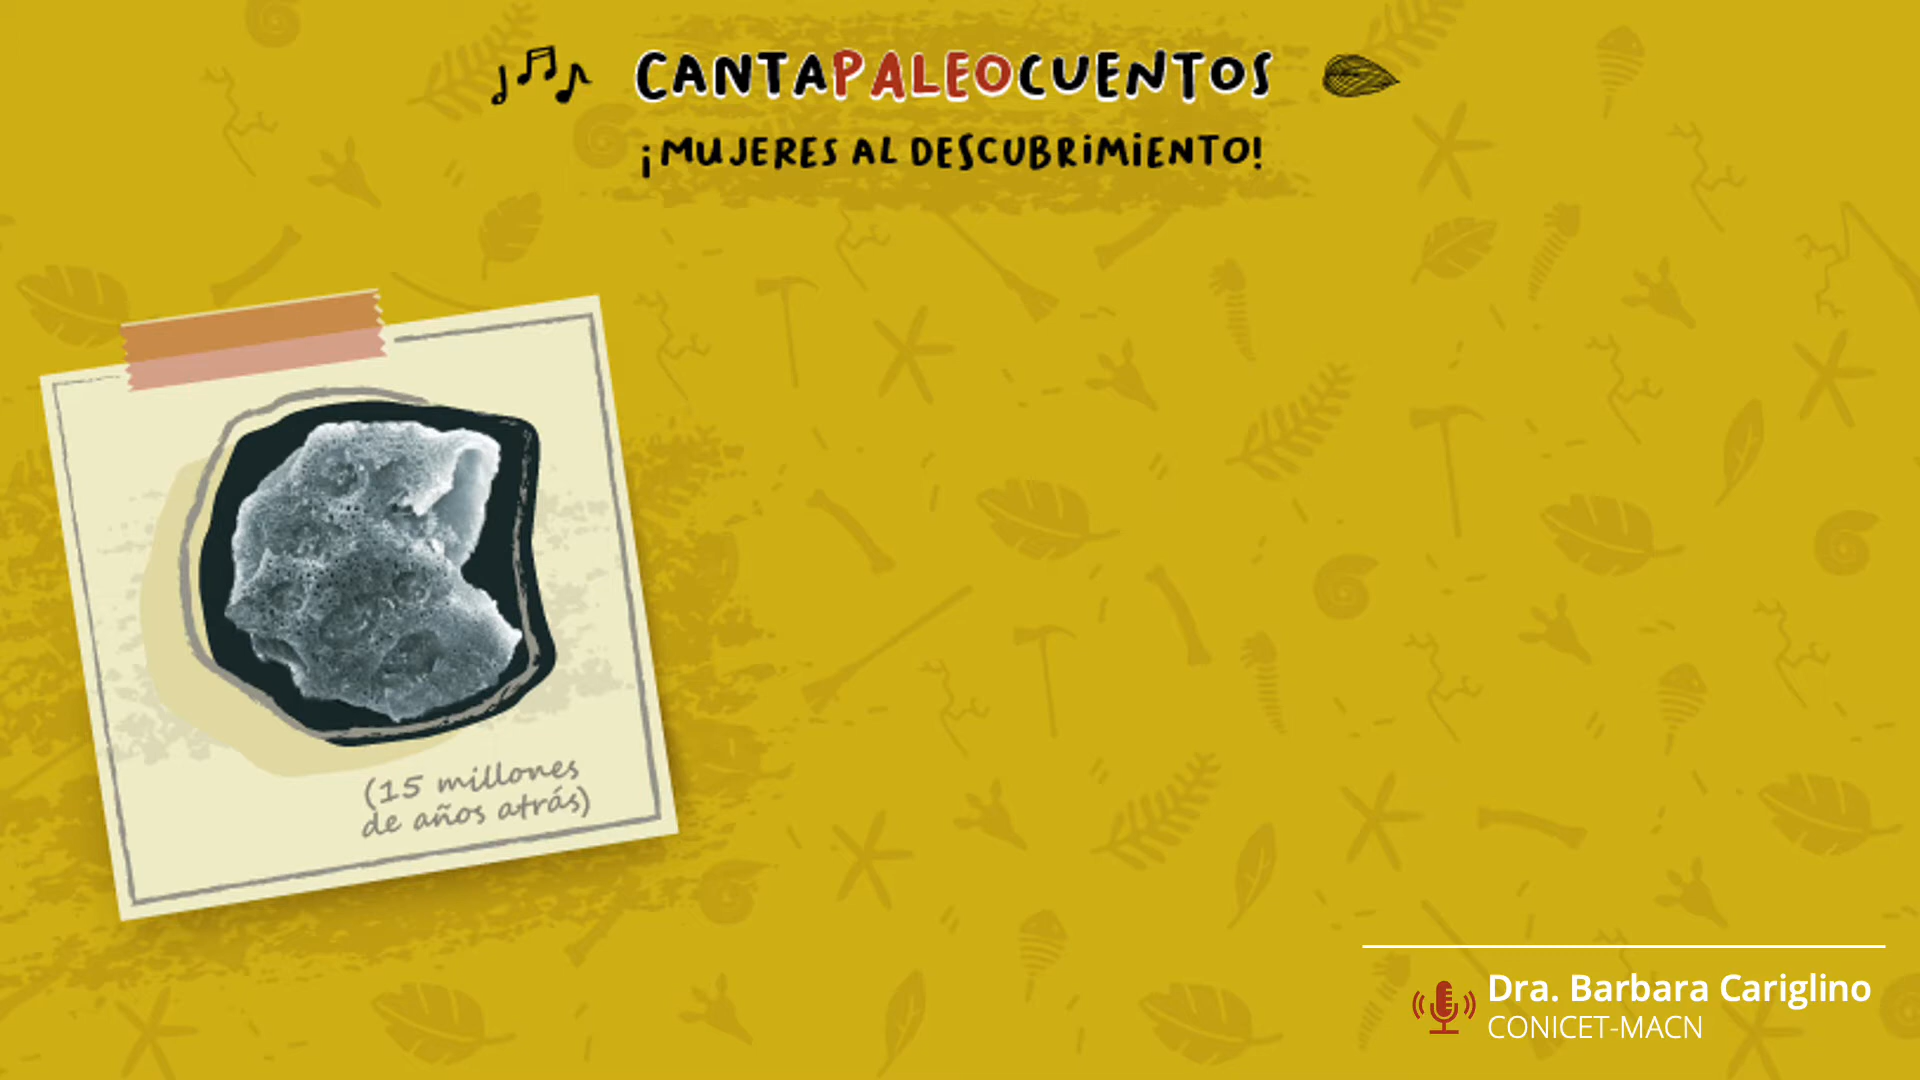 CANTAPALEOCUENTOS
¡MUJERES AL DESCUBRIMIENTO!
(15 millones
de años atrás)
Dra. Barbara Cariglino
CONICET-MACN